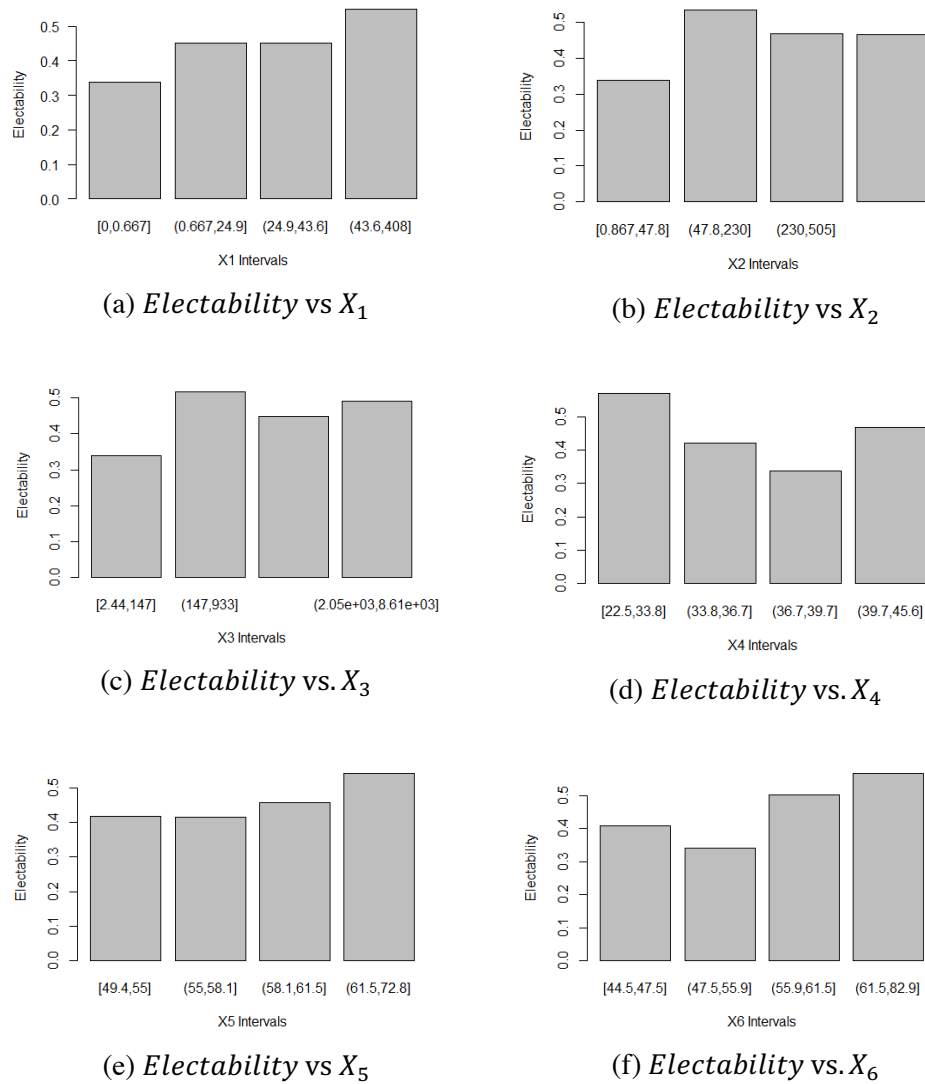 Electability
0.0 0.1 0.2 0.3 0.4 0.5
[0,0.667] (0.667,24.9] (24.9,43.6] (43.6,408]
X1 Intervals
(a) Electability vs X₁
Electability
0.0 0.1 0.2 0.3 0.4 0.5
[0.867,47.8] (47.8,230] (230,505]
X2 Intervals
(b) Electability vs X₂
Electability
0.0 0.1 0.2 0.3 0.4 0.5
[2.44,147] (147,933] (2.05e+03,8.61e+03]
X3 Intervals
(c) Electability vs. X₃
Electability
0.0 0.1 0.2 0.3 0.4 0.5
[22.5,33.8] (33.8,36.7] (36.7,39.7] (39.7,45.6]
X4 Intervals
(d) Electability vs. X₄
Electability
0.0 0.1 0.2 0.3 0.4 0.5
[49.4,55] (55,58.1] (58.1,61.5] (61.5,72.8]
X5 Intervals
(e) Electability vs X₅
Electability
0.0 0.1 0.2 0.3 0.4 0.5
[44.5,47.5] (47.5,55.9] (55.9,61.5] (61.5,82.9]
X6 Intervals
(f) Electability vs. X₆